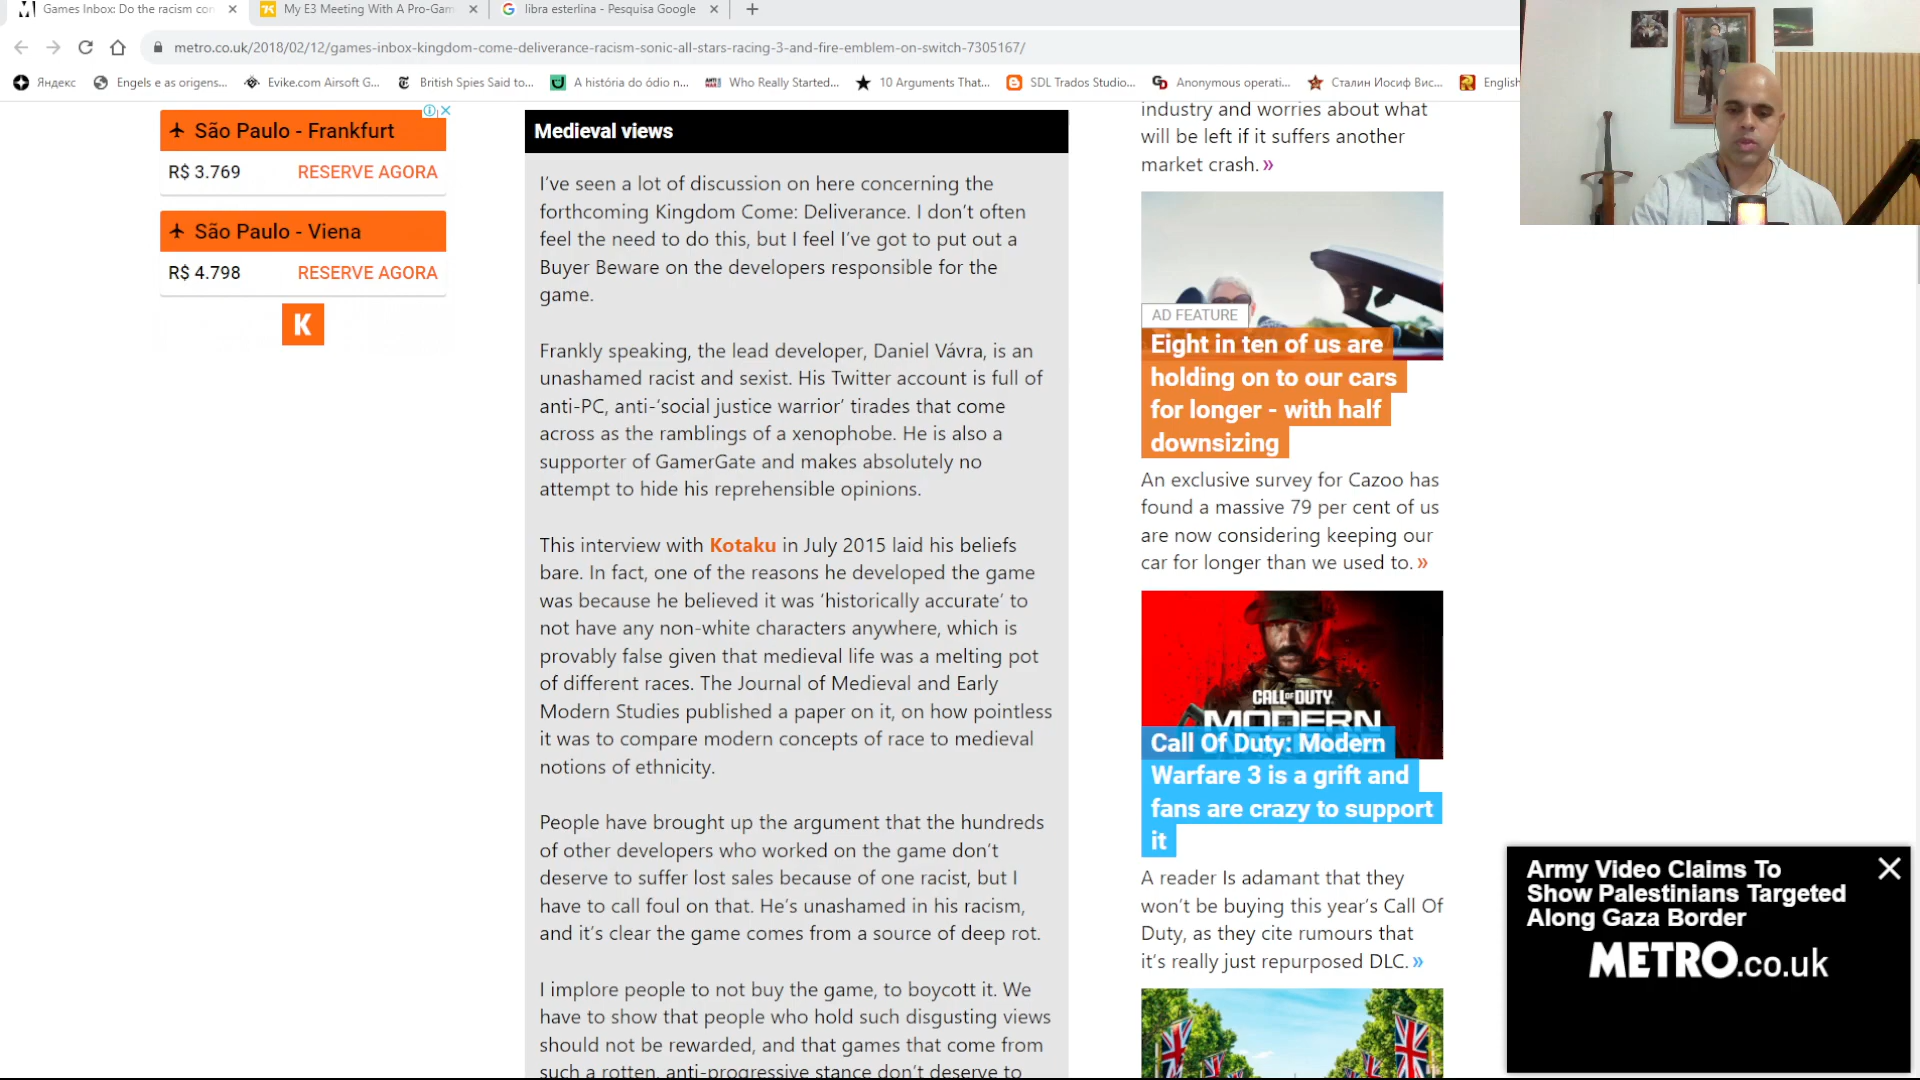 Games Inbox: Do the racism con
My E3 Meeting With A Pro-Gam
libra esterlina - Pesquisa Google
metro.co.uk/2018/02/12/games-inbox-kingdom-come-deliverance-racism-sonic-all-stars-racing-3-and-fire-emblem-on-switch-7305167/
Яндекс
Engels e as origens...
Evike.com Airsoft G...
British Spies Said to...
A história do ódio n...
Who Really Started...
10 Arguments That...
SDL Trados Studio...
Anonymous operati...
Сталин Иосиф Вис...
English
São Paulo - Frankfurt
R$ 3.769 RESERVE AGORA
São Paulo - Viena
R$ 4.798 RESERVE AGORA
K
Medieval views
I've seen a lot of discussion on here concerning the
forthcoming Kingdom Come: Deliverance. I don't often
feel the need to do this, but I feel I've got to put out a
Buyer Beware on the developers responsible for the
game.
Frankly speaking, the lead developer, Daniel Vávra, is an
unashamed racist and sexist. His Twitter account is full of
anti-PC, anti-'social justice warrior' tirades that come
across as the ramblings of a xenophobe. He is also a
supporter of GamerGate and makes absolutely no
attempt to hide his reprehensible opinions.
This interview with Kotaku in July 2015 laid his beliefs
bare. In fact, one of the reasons he developed the game
was because he believed it was 'historically accurate' to
not have any non-white characters anywhere, which is
provably false given that medieval life was a melting pot
of different races. The Journal of Medieval and Early
Modern Studies published a paper on it, on how pointless
it was to compare modern concepts of race to medieval
notions of ethnicity.
People have brought up the argument that the hundreds
of other developers who worked on the game don't
deserve to suffer lost sales because of one racist, but I
have to call foul on that. He's unashamed in his racism,
and it's clear the game comes from a source of deep rot.
I implore people to not buy the game, to boycott it. We
have to show that people who hold such disgusting views
should not be rewarded, and that games that come from
such a rotten, anti-progressive stance don't deserve to
industry and worries about what
will be left if it suffers another
market crash. »
AD FEATURE
Eight in ten of us are
holding on to our cars
for longer - with half
downsizing
An exclusive survey for Cazoo has
found a massive 79 per cent of us
are now considering keeping our
car for longer than we used to. »
CALL OF DUTY
MODERN
Call Of Duty: Modern
Warfare 3 is a grift and
fans are crazy to support
it
A reader Is adamant that they
won't be buying this year's Call Of
Duty, as they cite rumours that
it's really just repurposed DLC. »
Army Video Claims To
Show Palestinians Targeted
Along Gaza Border
METRO.co.uk